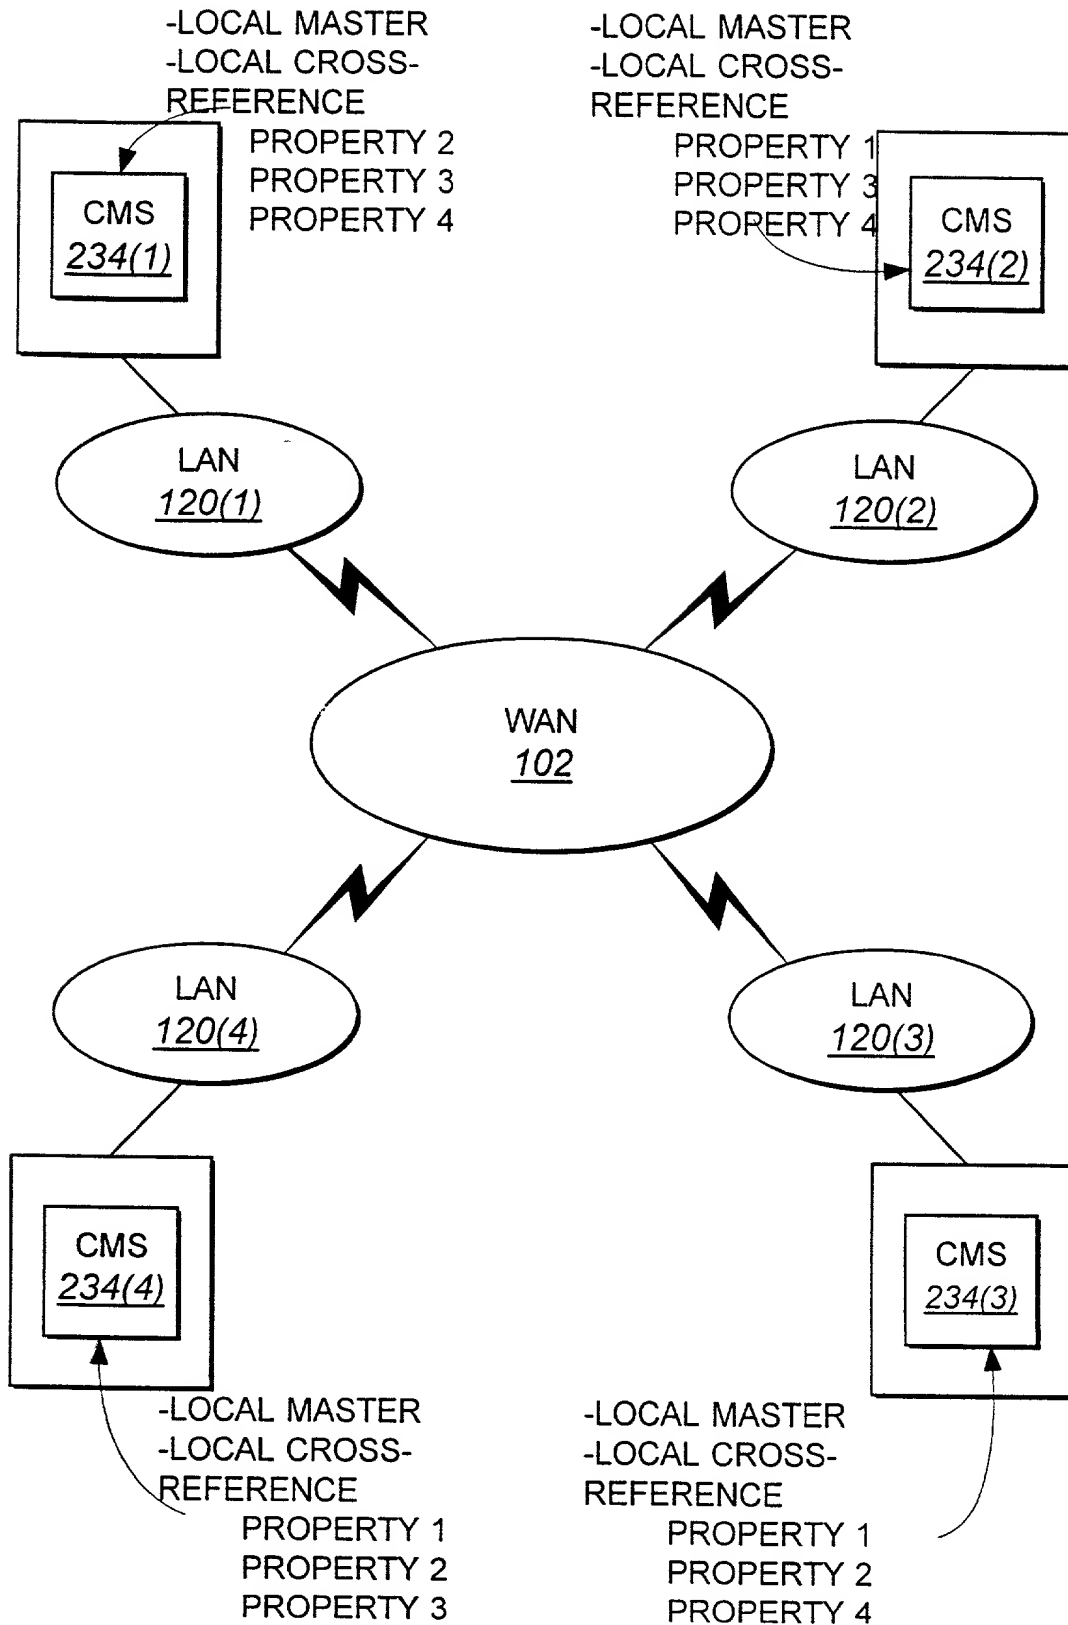 -LOCAL MASTER
-LOCAL CROSS-
REFERENCE
PROPERTY 2
PROPERTY 3
PROPERTY 4
CMS
234(1)
-LOCAL MASTER
-LOCAL CROSS-
REFERENCE
PROPERTY 1
PROPERTY 3
PROPERTY 4
CMS
234(2)
LAN
120(1)
LAN
120(2)
WAN
102
LAN
120(4)
LAN
120(3)
CMS
234(4)
-LOCAL MASTER
-LOCAL CROSS-
REFERENCE
PROPERTY 1
PROPERTY 2
PROPERTY 3
CMS
234(3)
-LOCAL MASTER
-LOCAL CROSS-
REFERENCE
PROPERTY 1
PROPERTY 2
PROPERTY 4